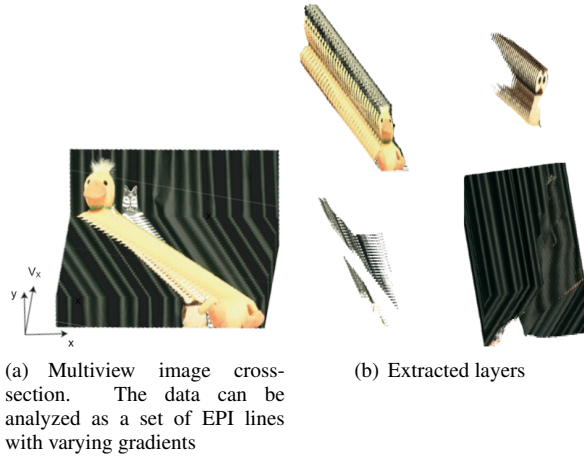 y
Vx
x
(a) Multiview image cross-
section. The data can be
analyzed as a set of EPI lines
with varying gradients
(b) Extracted layers